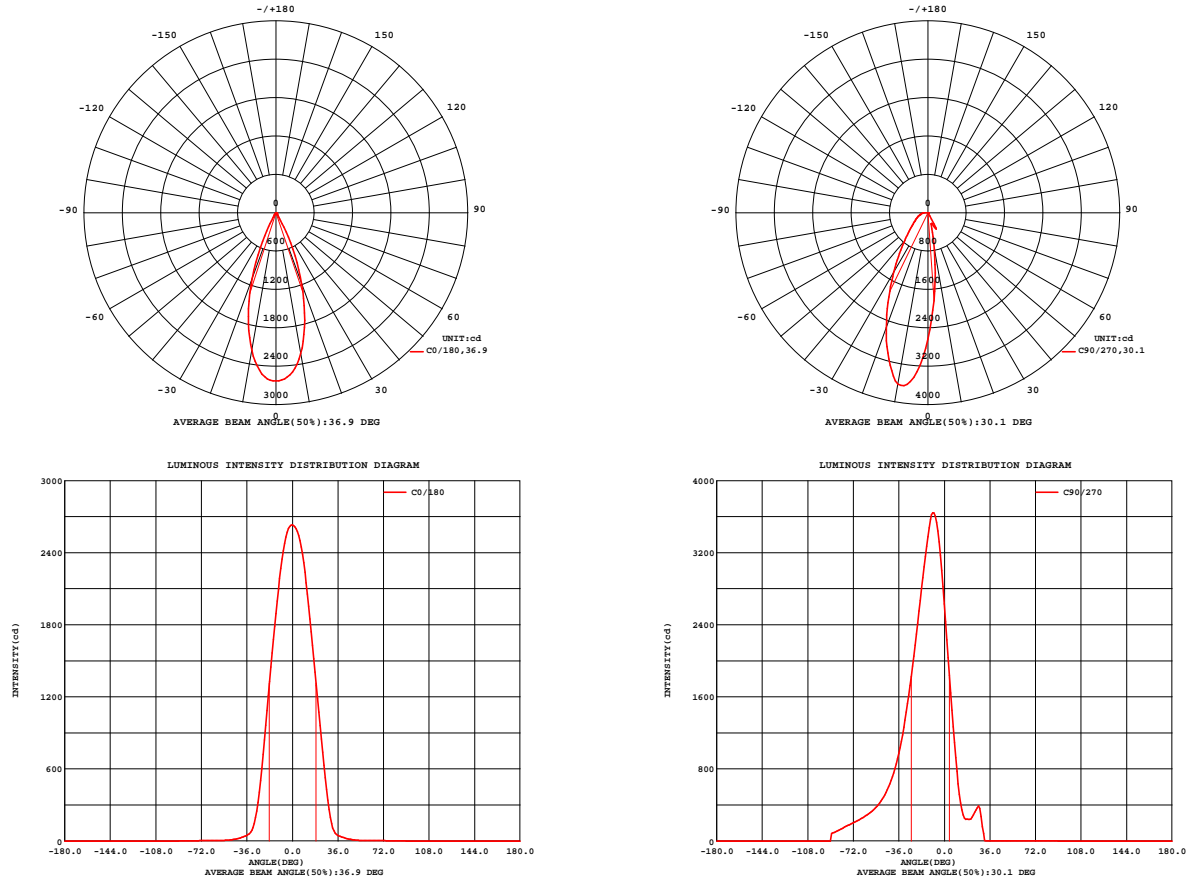 -/+180
-150
150
-120
120
-90
90
0
600
1200
1800
2400
3000
-60
60
-30
30
0
UNIT:cd
C0/180,36.9
AVERAGE BEAM ANGLE(50%):36.9 DEG
-/+180
-150
150
-120
120
-90
90
0
800
1600
2400
3200
4000
-60
60
-30
30
0
UNIT:cd
C90/270,30.1
AVERAGE BEAM ANGLE(50%):30.1 DEG
LUMINOUS INTENSITY DISTRIBUTION DIAGRAM
C0/180
INTENSITY(cd)
3000
2400
1800
1200
600
0
-180.0 -144.0 -108.0 -72.0 -36.0 0.0 36.0 72.0 108.0 144.0 180.0
ANGLE(DEG)
AVERAGE BEAM ANGLE(50%):36.9 DEG
LUMINOUS INTENSITY DISTRIBUTION DIAGRAM
C90/270
INTENSITY(cd)
4000
3200
2400
1600
800
0
-180.0 -144.0 -108.0 -72.0 -36.0 0.0 36.0 72.0 108.0 144.0 180.0
ANGLE(DEG)
AVERAGE BEAM ANGLE(50%):30.1 DEG